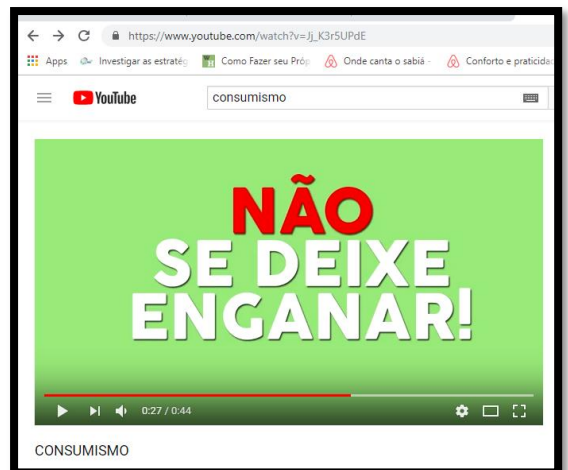 https://www.youtube.com/watch?v=Jj_K3r5UPdE
Apps Investigar as estratég Como Fazer seu Próp Onde canta o sabiá - Conforto e praticidad
YouTube consumismo
NÃO
SE DEIXE
ENGANAR!
0:27 / 0:44
CONSUMISMO